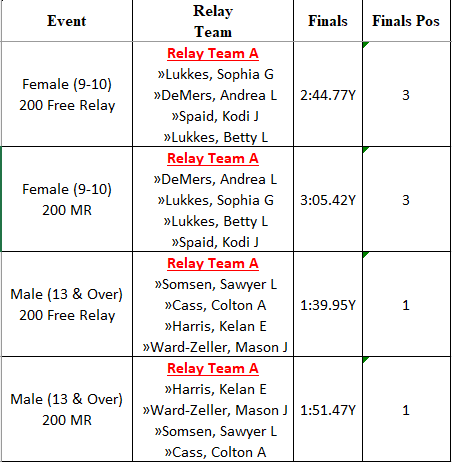 Event
Relay
Team
Finals
Finals Pos
Female (9-10)
200 Free Relay
Relay Team A
»Lukkes, Sophia G
»DeMers, Andrea L
»Spaid, Kodi J
»Lukkes, Betty L
2:44.77Y
3
Female (9-10)
200 MR
Relay Team A
»DeMers, Andrea L
»Lukkes, Sophia G
»Lukkes, Betty L
»Spaid, Kodi J
3:05.42Y
3
Male (13 & Over)
200 Free Relay
Relay Team A
»Somsen, Sawyer L
»Cass, Colton A
»Harris, Kelan E
»Ward-Zeller, Mason J
1:39.95Y
1
Male (13 & Over)
200 MR
Relay Team A
»Harris, Kelan E
»Ward-Zeller, Mason J
»Somsen, Sawyer L
»Cass, Colton A
1:51.47Y
1